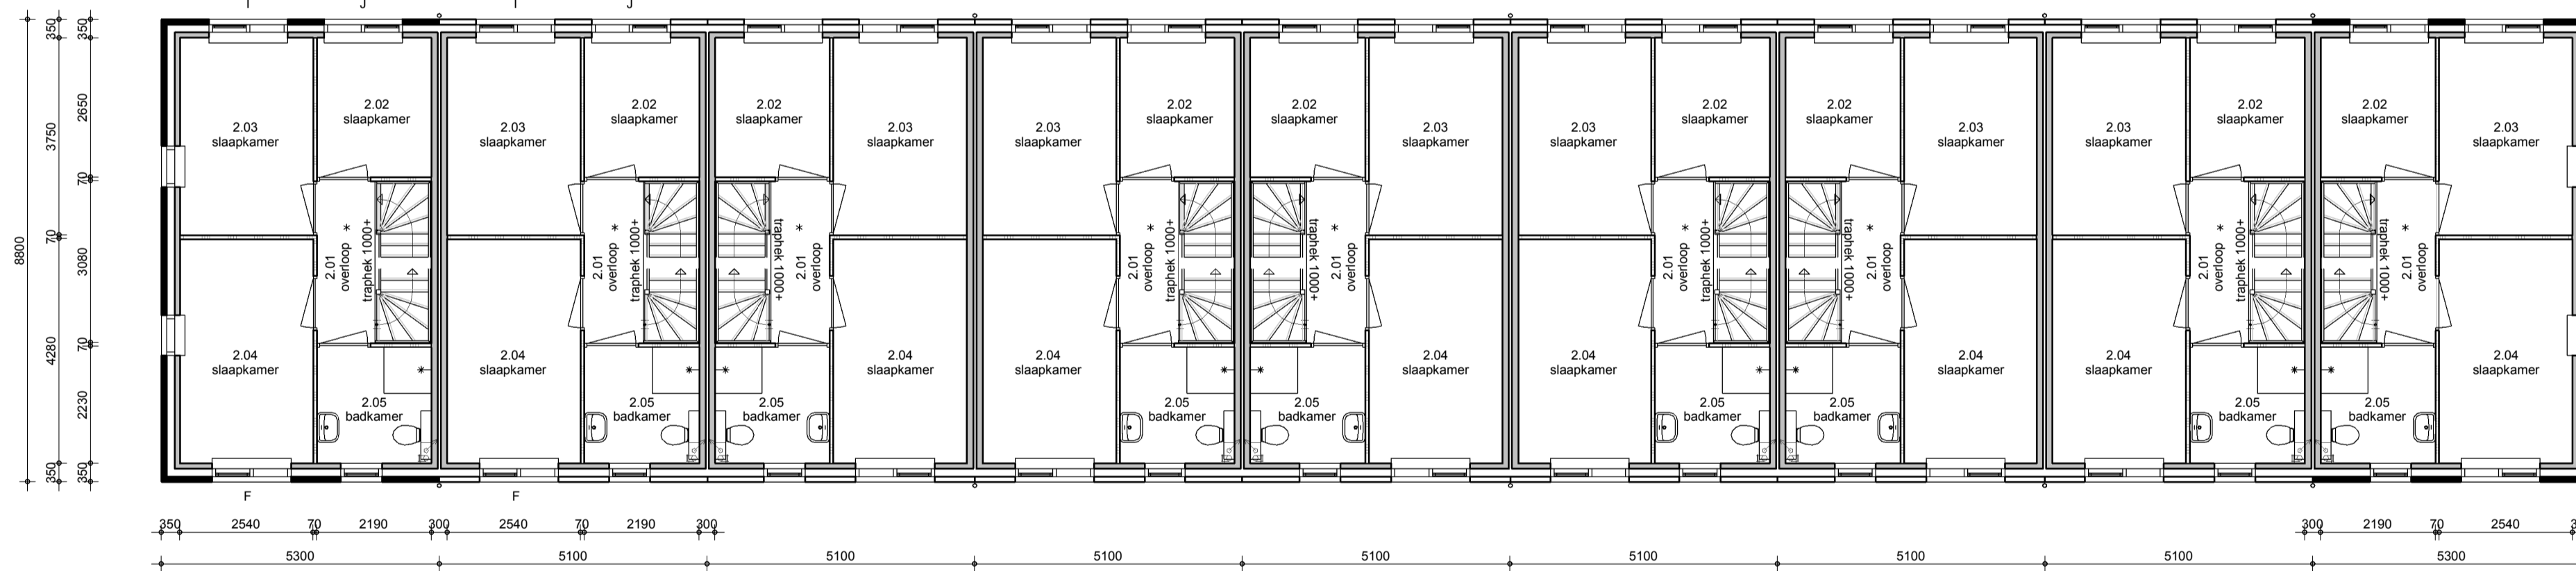 J J
350 350
2.02 2.02 2.02 2.02 2.02 2.02 2.02 2.02 2.02
slaapkamer slaapkamer slaapkamer slaapkamer slaapkamer slaapkamer slaapkamer slaapkamer slaapkamer
2650
3750
2.03 2.03 2.03 2.03 2.03 2.03 2.03 2.03 2.03
slaapkamer slaapkamer slaapkamer slaapkamer slaapkamer slaapkamer slaapkamer slaapkamer slaapkamer
70
* * * * * * * * *
2.01 2.01 2.01 2.01 2.01 2.01 2.01 2.01 2.01
overloop overloop overloop overloop overloop overloop overloop overloop overloop
traphek 1000+ traphek 1000+ traphek 1000+ traphek 1000+ traphek 1000+ traphek 1000+ traphek 1000+ traphek 1000+ traphek 1000+
8800
70
3080
4280
70
2.04 2.04 2.04 2.04 2.04 2.04 2.04 2.04 2.04
slaapkamer slaapkamer slaapkamer slaapkamer slaapkamer slaapkamer slaapkamer slaapkamer slaapkamer
2230
2.05 2.05 2.05 2.05 2.05 2.05 2.05 2.05 2.05
badkamer badkamer badkamer badkamer badkamer badkamer badkamer badkamer badkamer
350 350
F F
350 2540 70 2190 300 2540 70 2190 300 300 2190 70 2540
5300 5100 5100 5100 5100 5100 5100 5100 5300